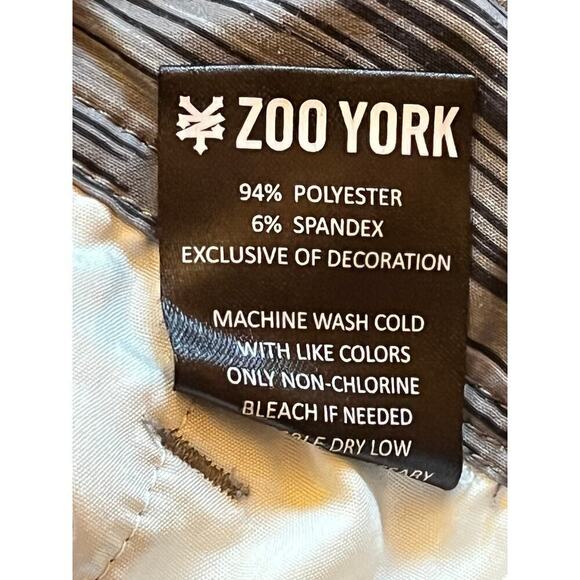 ZOO YORK
94% POLYESTER
6% SPANDEX
EXCLUSIVE OF DECORATION
MACHINE WASH COLD
WITH LIKE COLORS
ONLY NON-CHLORINE
BLEACH IF NEEDED
DRY LOW